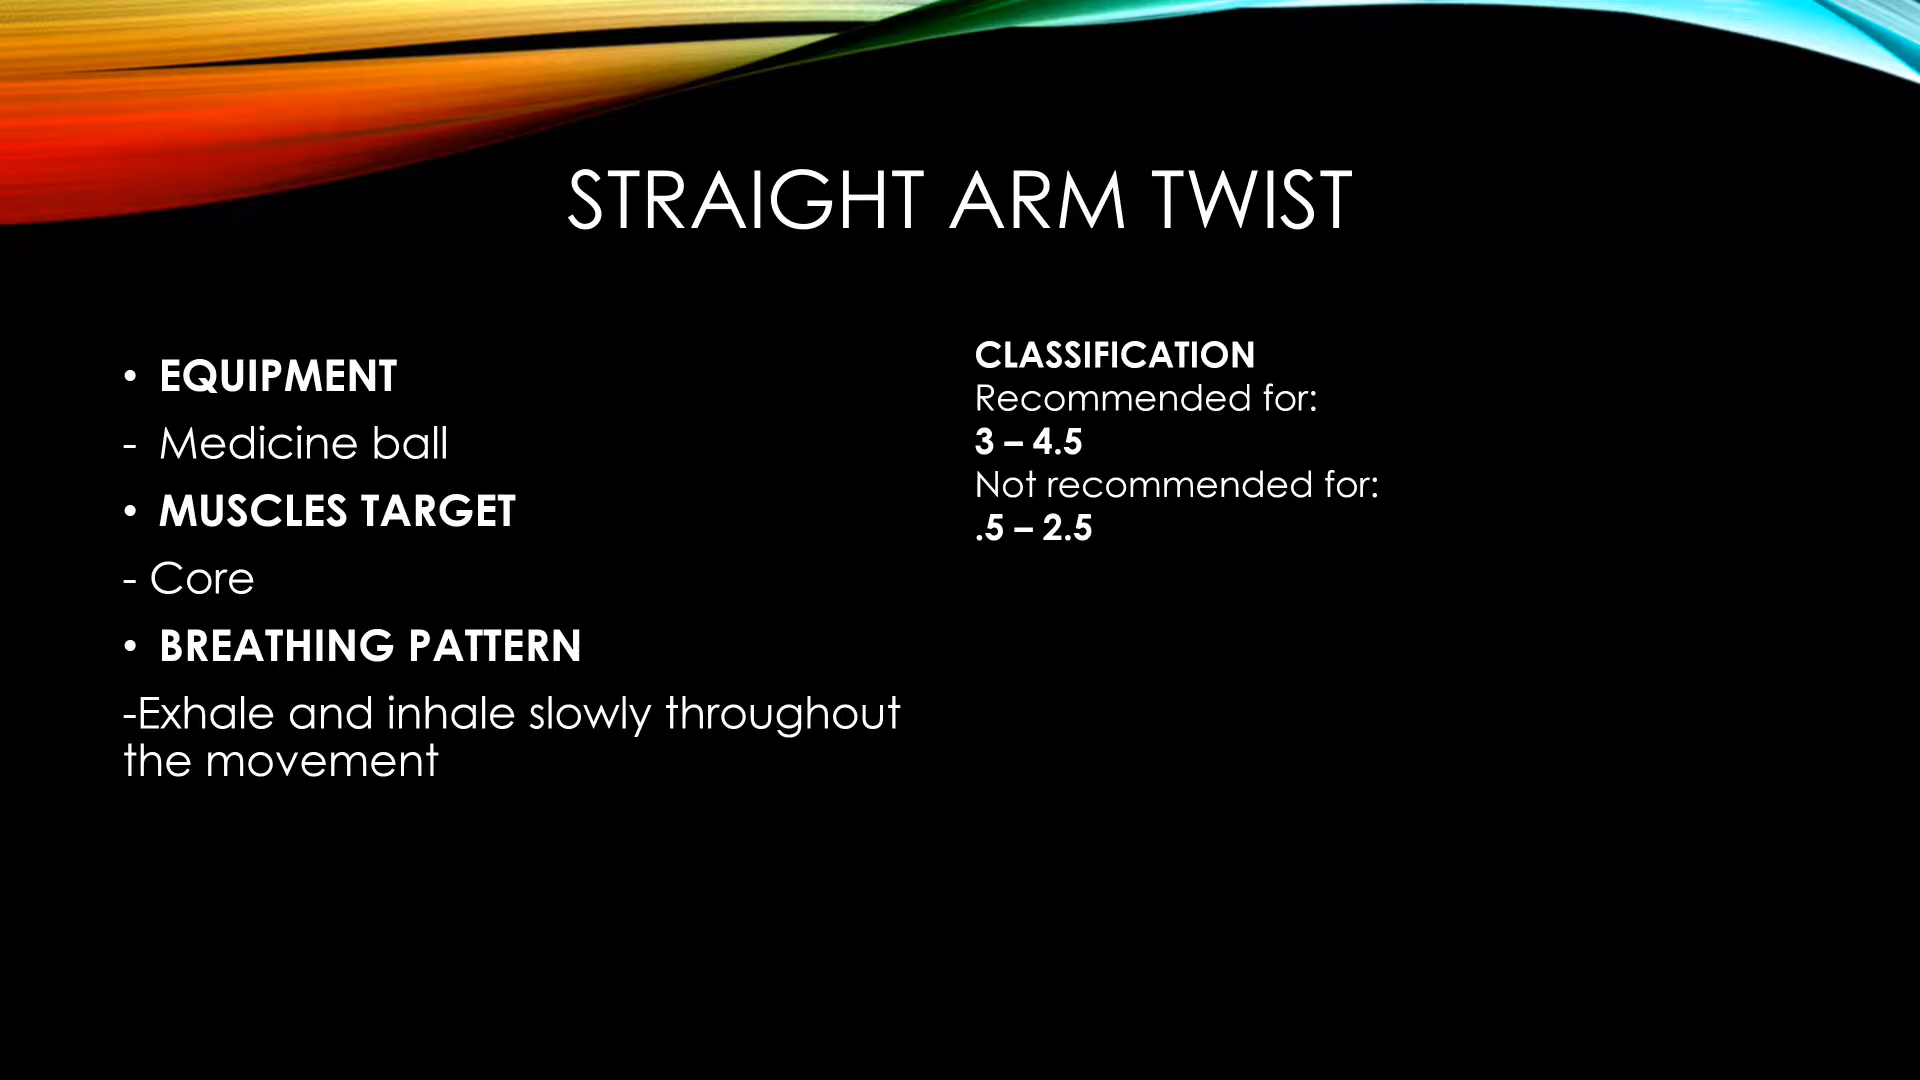 STRAIGHT ARM TWIST
• EQUIPMENT
- Medicine ball
• MUSCLES TARGET
- Core
• BREATHING PATTERN
-Exhale and inhale slowly throughout
the movement
CLASSIFICATION
Recommended for:
3 – 4.5
Not recommended for:
.5 – 2.5